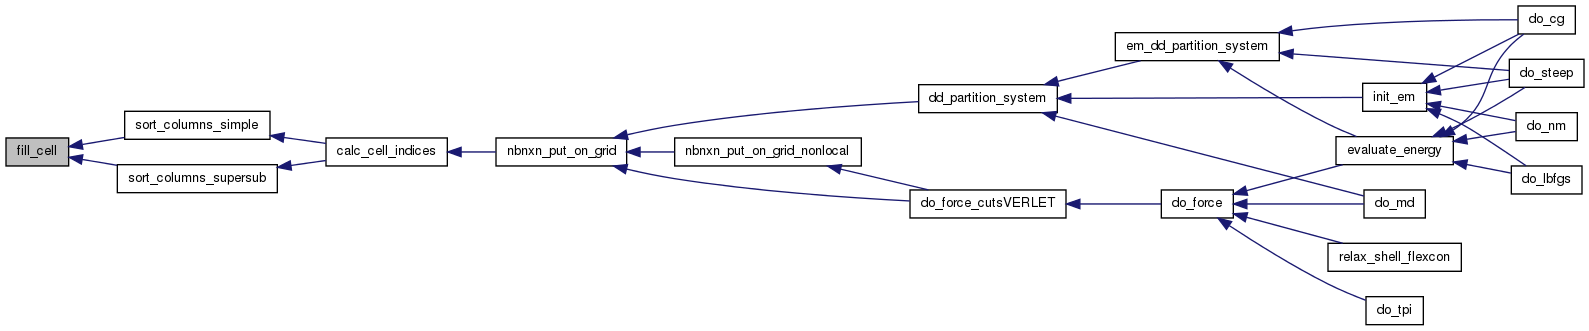 fill_cell
sort_columns_simple
sort_columns_supersub
calc_cell_indices
nbnxn_put_on_grid
dd_partition_system
nbnxn_put_on_grid_nonlocal
do_force_cutsVERLET
em_dd_partition_system
do_force
init_em
evaluate_energy
do_md
relax_shell_flexcon
do_tpi
do_cg
do_steep
do_nm
do_lbfgs